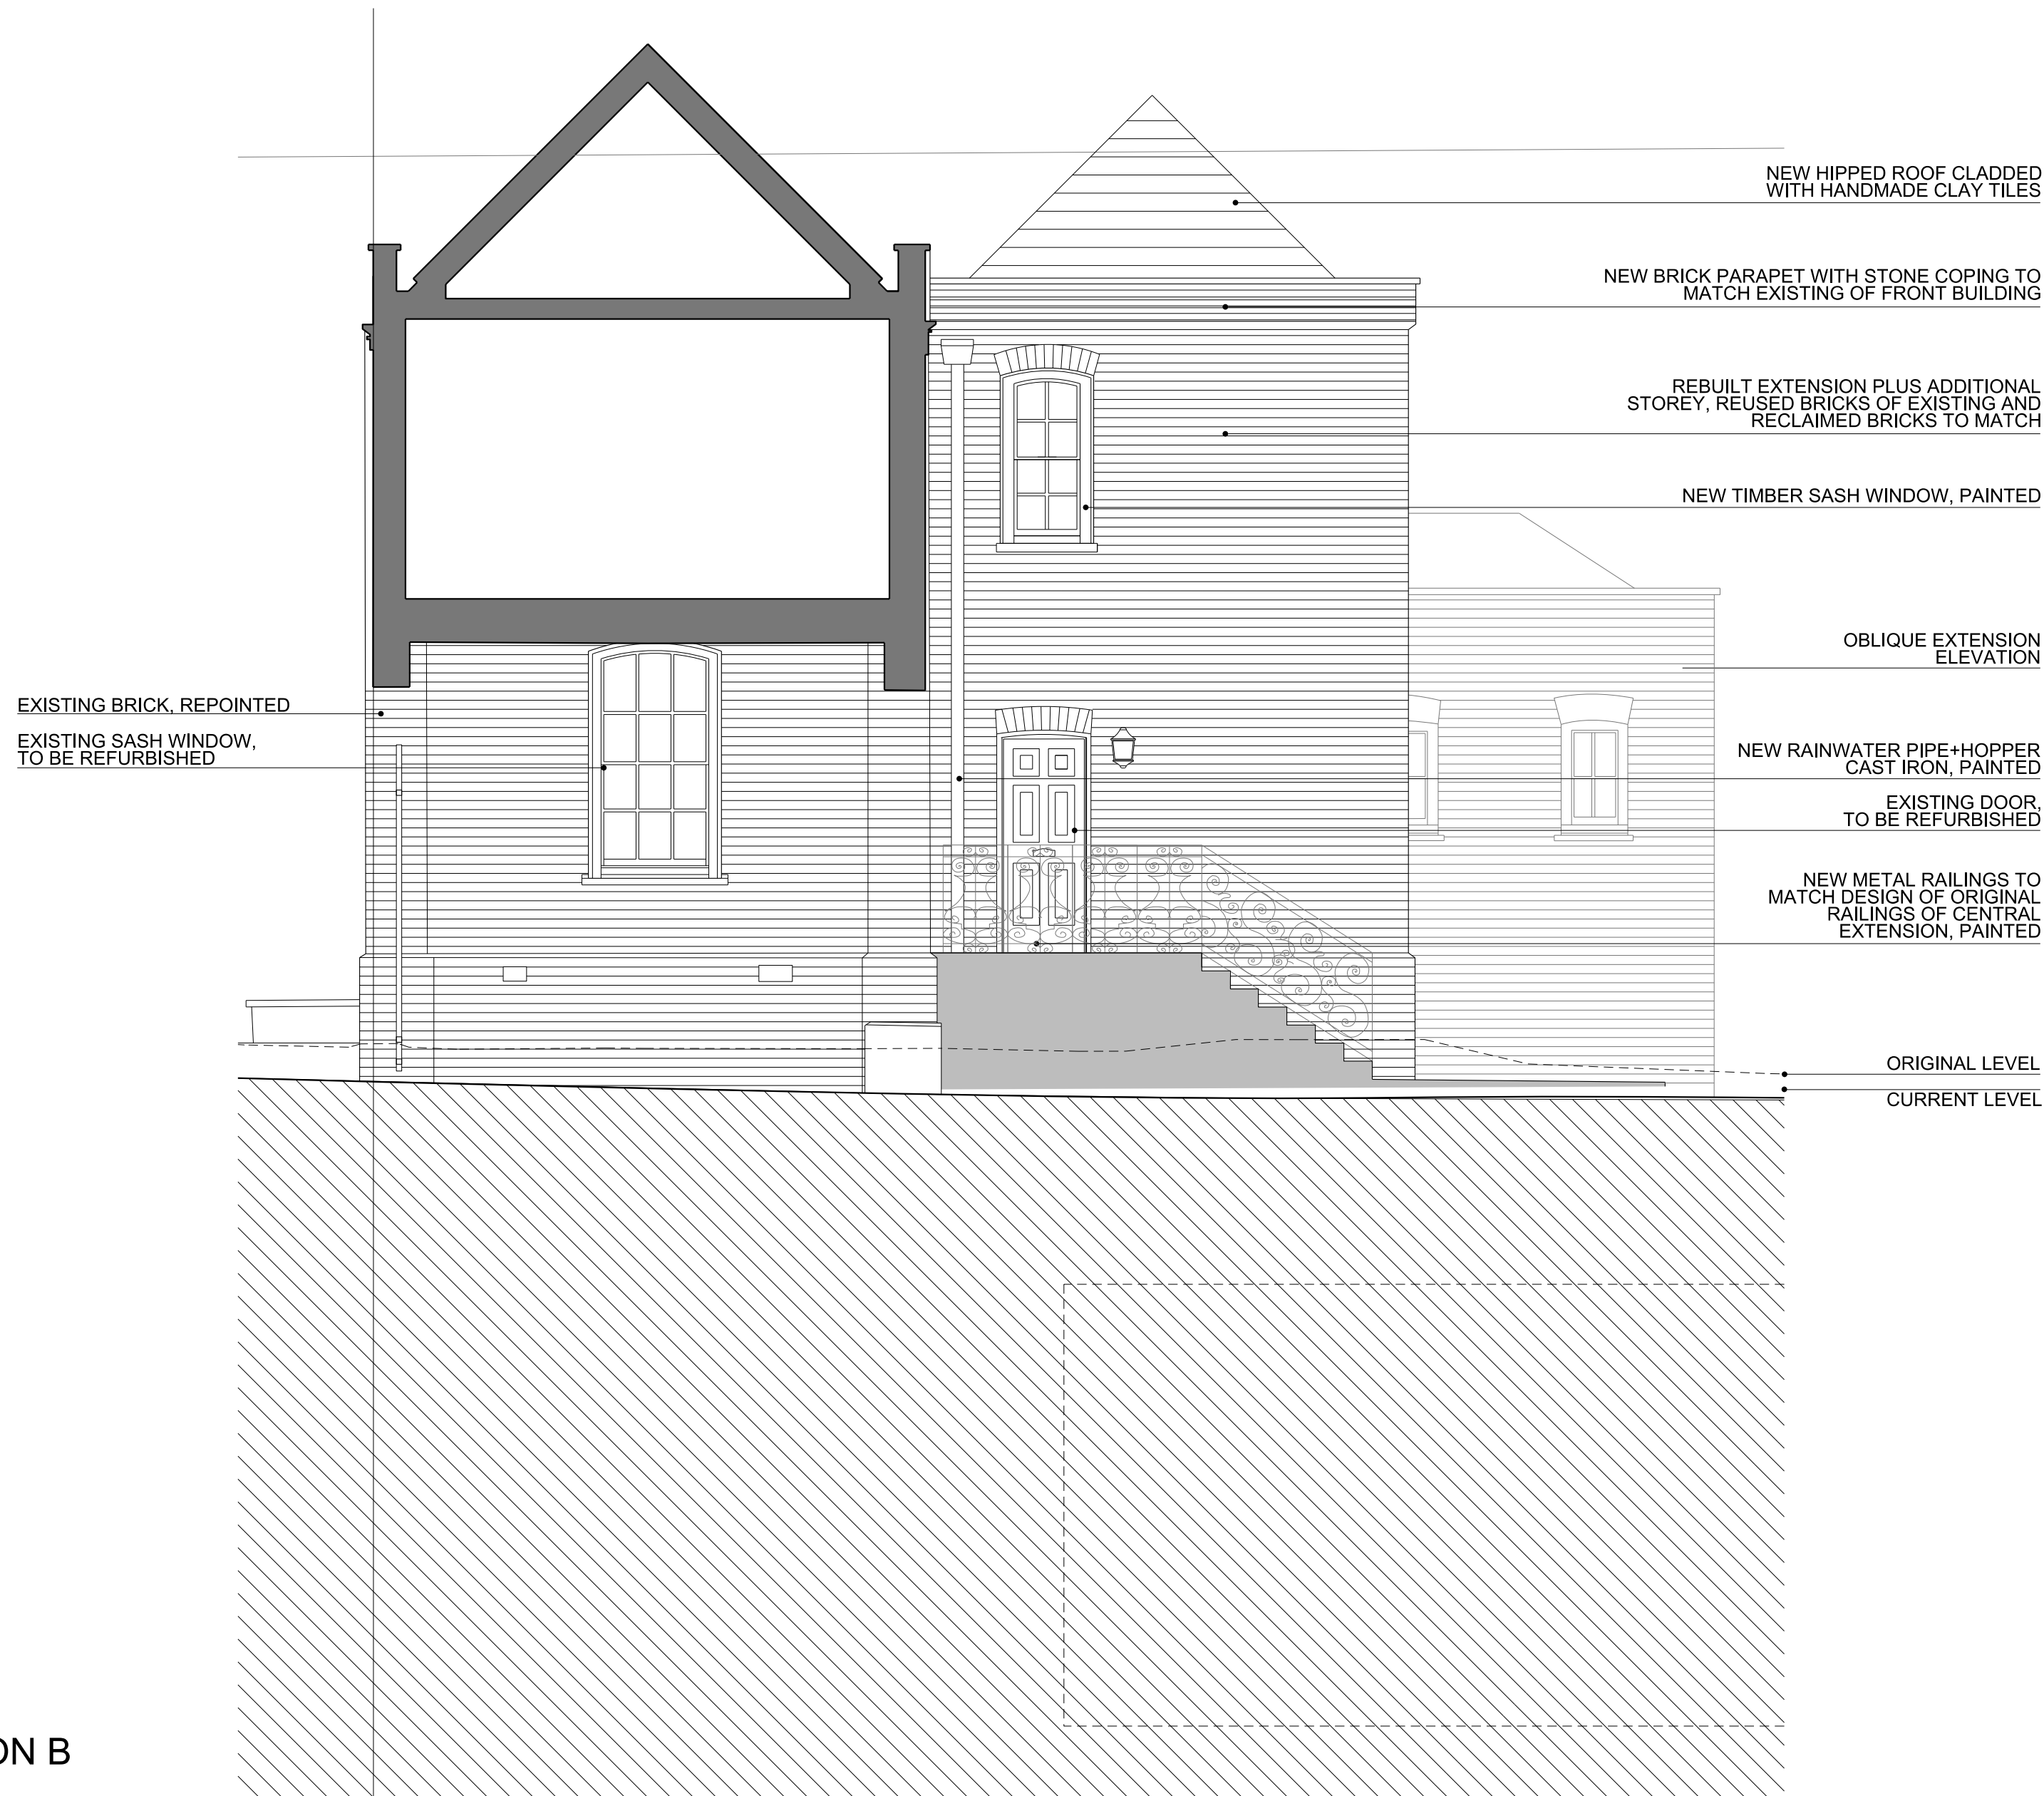 NEW HIPPED ROOF CLADDED
WITH HANDMADE CLAY TILES
NEW BRICK PARAPET WITH STONE COPING TO
MATCH EXISTING OF FRONT BUILDING
REBUILT EXTENSION PLUS ADDITIONAL
STOREY, REUSED BRICKS OF EXISTING AND
RECLAIMED BRICKS TO MATCH
NEW TIMBER SASH WINDOW, PAINTED
OBLIQUE EXTENSION
ELEVATION
EXISTING BRICK, REPOINTED
EXISTING SASH WINDOW,
TO BE REFURBISHED
NEW RAINWATER PIPE+HOPPER
CAST IRON, PAINTED
EXISTING DOOR,
TO BE REFURBISHED
NEW METAL RAILINGS TO
MATCH DESIGN OF ORIGINAL
RAILINGS OF CENTRAL
EXTENSION, PAINTED
ORIGINAL LEVEL
CURRENT LEVEL
ON B